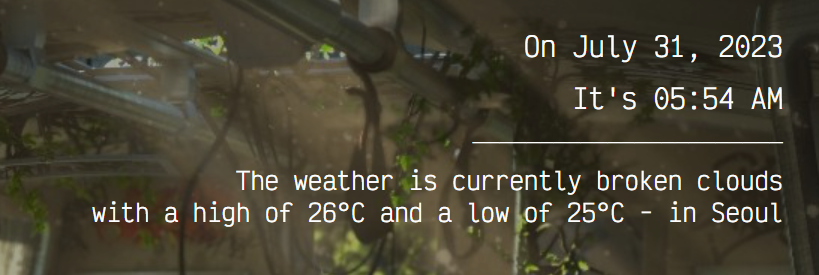 On July 31, 2023
It's 05:54 AM
The weather is currently broken clouds
with a high of 26°C and a low of 25°C - in Seoul